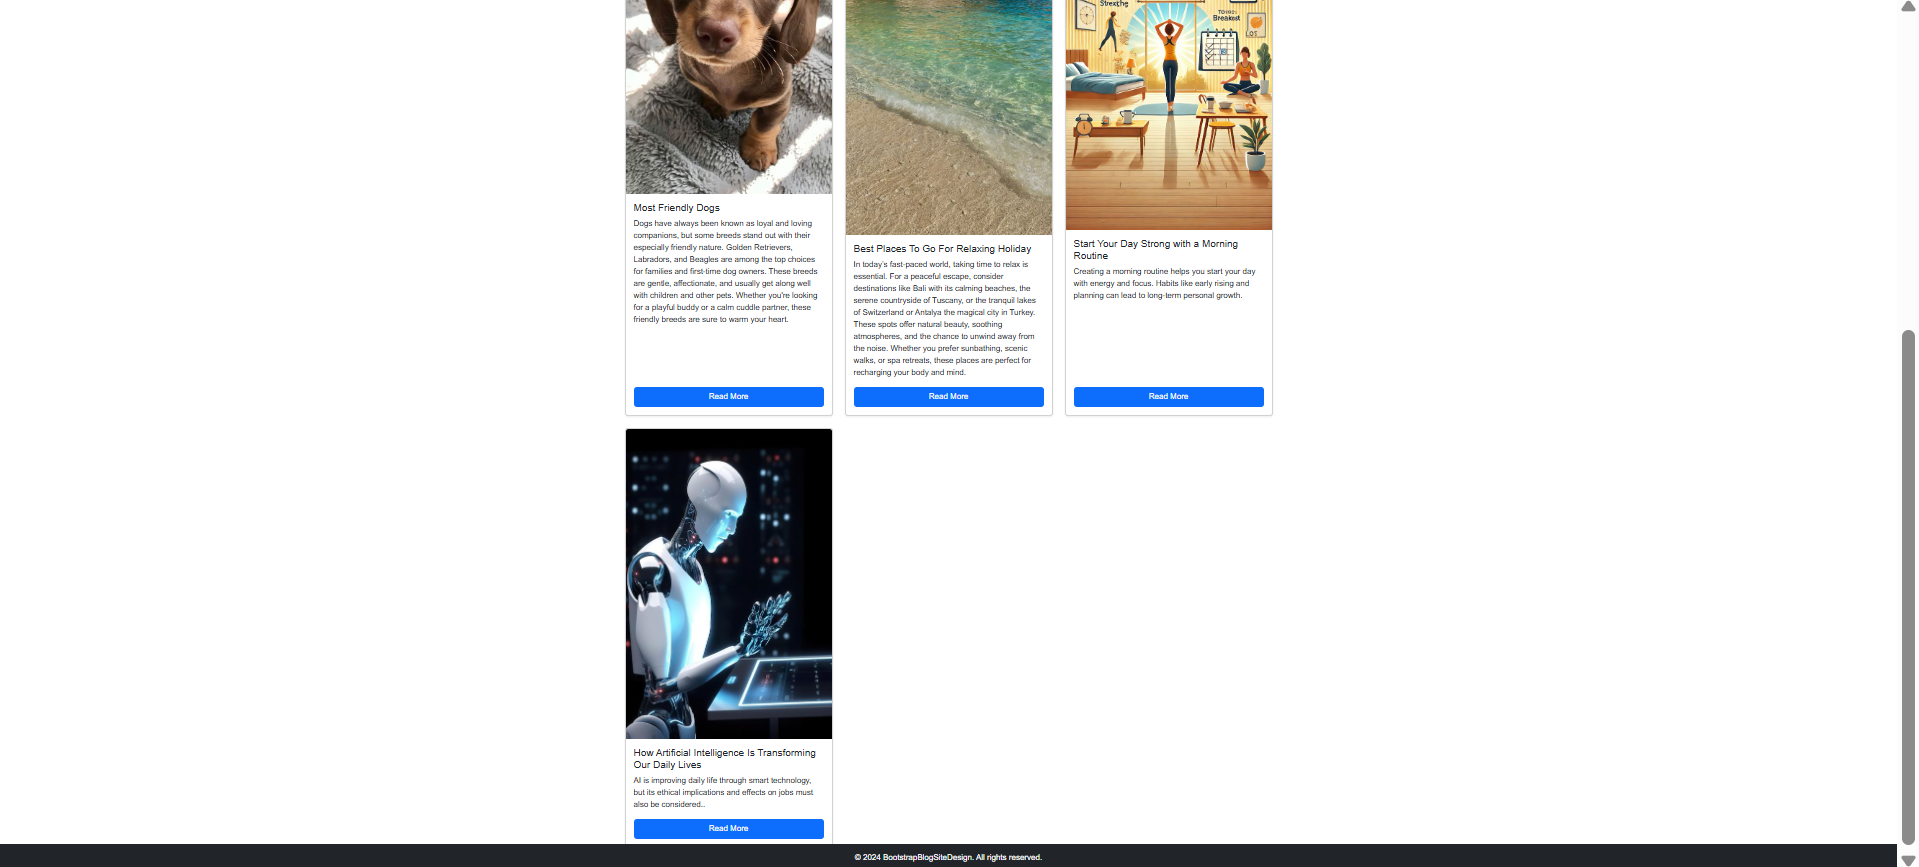 Strexthe
Breakest
LOS
Most Friendly Dogs
Dogs have always been known as loyal and loving
companions, but some breeds stand out with their
especially friendly nature. Golden Retrievers,
Labradors, and Beagles are among the top choices
for families and first-time dog owners. These breeds
are gentle, affectionate, and usually get along well
with children and other pets. Whether you're looking
for a playful buddy or a calm cuddle partner, these
friendly breeds are sure to warm your heart.
Read More
Best Places To Go For Relaxing Holiday
In today's fast-paced world, taking time to relax is
essential. For a peaceful escape, consider
destinations like Bali with its calming beaches, the
serene countryside of Tuscany, or the tranquil lakes
of Switzerland or Antalya the magical city in Turkey.
These spots offer natural beauty, soothing
atmospheres, and the chance to unwind away from
the noise. Whether you prefer sunbathing, scenic
walks, or spa retreats, these places are perfect for
recharging your body and mind.
Read More
Start Your Day Strong with a Morning
Routine
Creating a morning routine helps you start your day
with energy and focus. Habits like early rising and
planning can lead to long-term personal growth.
Read More
How Artificial Intelligence Is Transforming
Our Daily Lives
AI is improving daily life through smart technology,
but its ethical implications and effects on jobs must
also be considered..
Read More
© 2024 BootstrapBlogSiteDesign. All rights reserved.